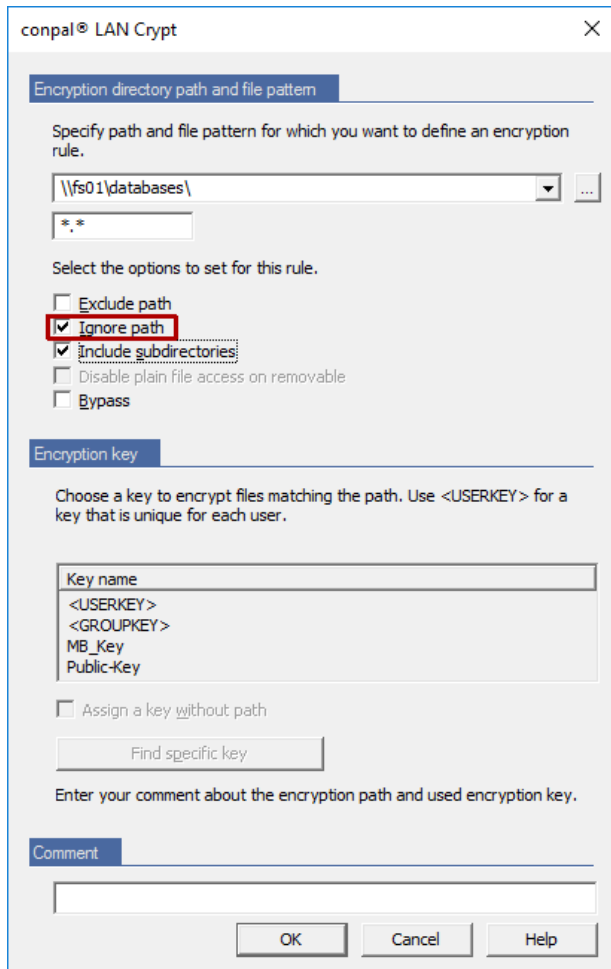 conpal® LAN Crypt
Encryption directory path and file pattern
Specify path and file pattern for which you want to define an encryption
rule.
\\fs01\databases\
...
*.*
Select the options to set for this rule.
Exclude path
Ignore path
Include subdirectories
Disable plain file access on removable
Bypass
Encryption key
Choose a key to encrypt files matching the path. Use <USERKEY> for a
key that is unique for each user.
Key name
<USERKEY>
<GROUPKEY>
MB_Key
Public-Key
Assign a key without path
Find specific key
Enter your comment about the encryption path and used encryption key.
Comment
OK Cancel Help